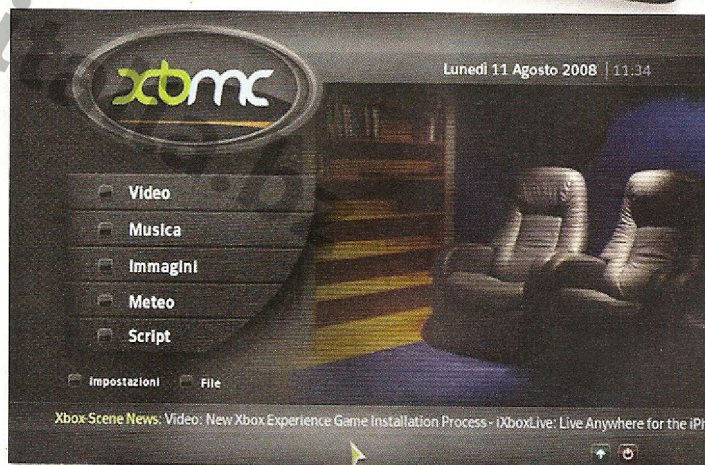 xbmc
Lunedì 11 Agosto 2008 | 11:34
Video
Musica
Immagini
Meteo
Script
Impostazioni File
Xbox-Scene News: Video: New Xbox Experience Game Installation Process - iXboxLive: Live Anywhere for the iPh